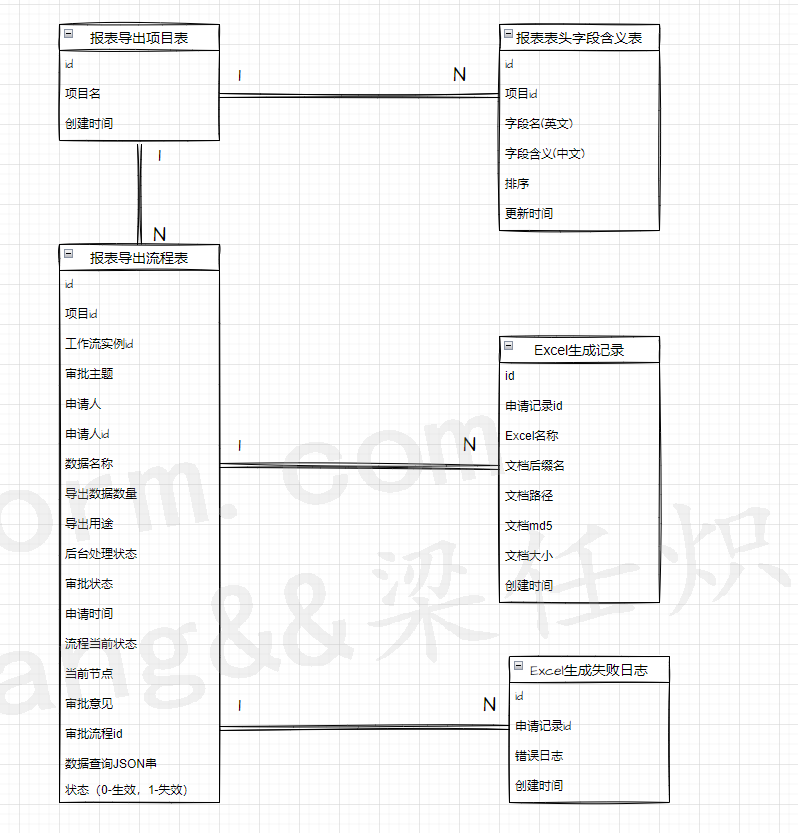 报表导出项目表
id
项目名
创建时间
1
N
报表表头字段含义表
id
项目id
字段名(英文)
字段含义(中文)
排序
更新时间
1
N
报表导出流程表
id
项目id
工作流实例id
审批主题
申请人
申请人id
数据名称
导出数据数量
导出用途
后台处理状态
审批状态
申请时间
流程当前状态
当前节点
审批意见
审批流程id
数据查询JSON串
状态（0-生效，1-失效）
1
N
Excel生成记录
id
申请记录id
Excel名称
文档后缀名
文档路径
文档md5
文档大小
创建时间
1
N
Excel生成失败日志
id
申请记录id
错误日志
创建时间
orm.com
ang&&梁任炽